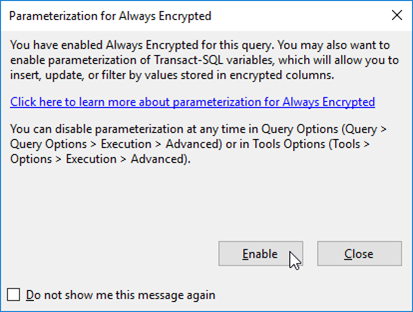 Parameterization for Always Encrypted
You have enabled Always Encrypted for this query. You may also want to
enable parameterization of Transact-SQL variables, which will allow you to
insert, update, or filter by values stored in encrypted columns.
Click here to learn more about parameterization for Always Encrypted
You can disable parameterization at any time in Query Options (Query >
Query Options > Execution > Advanced) or in Tools Options (Tools >
Options > Execution > Advanced).
Enable
Close
Do not show me this message again